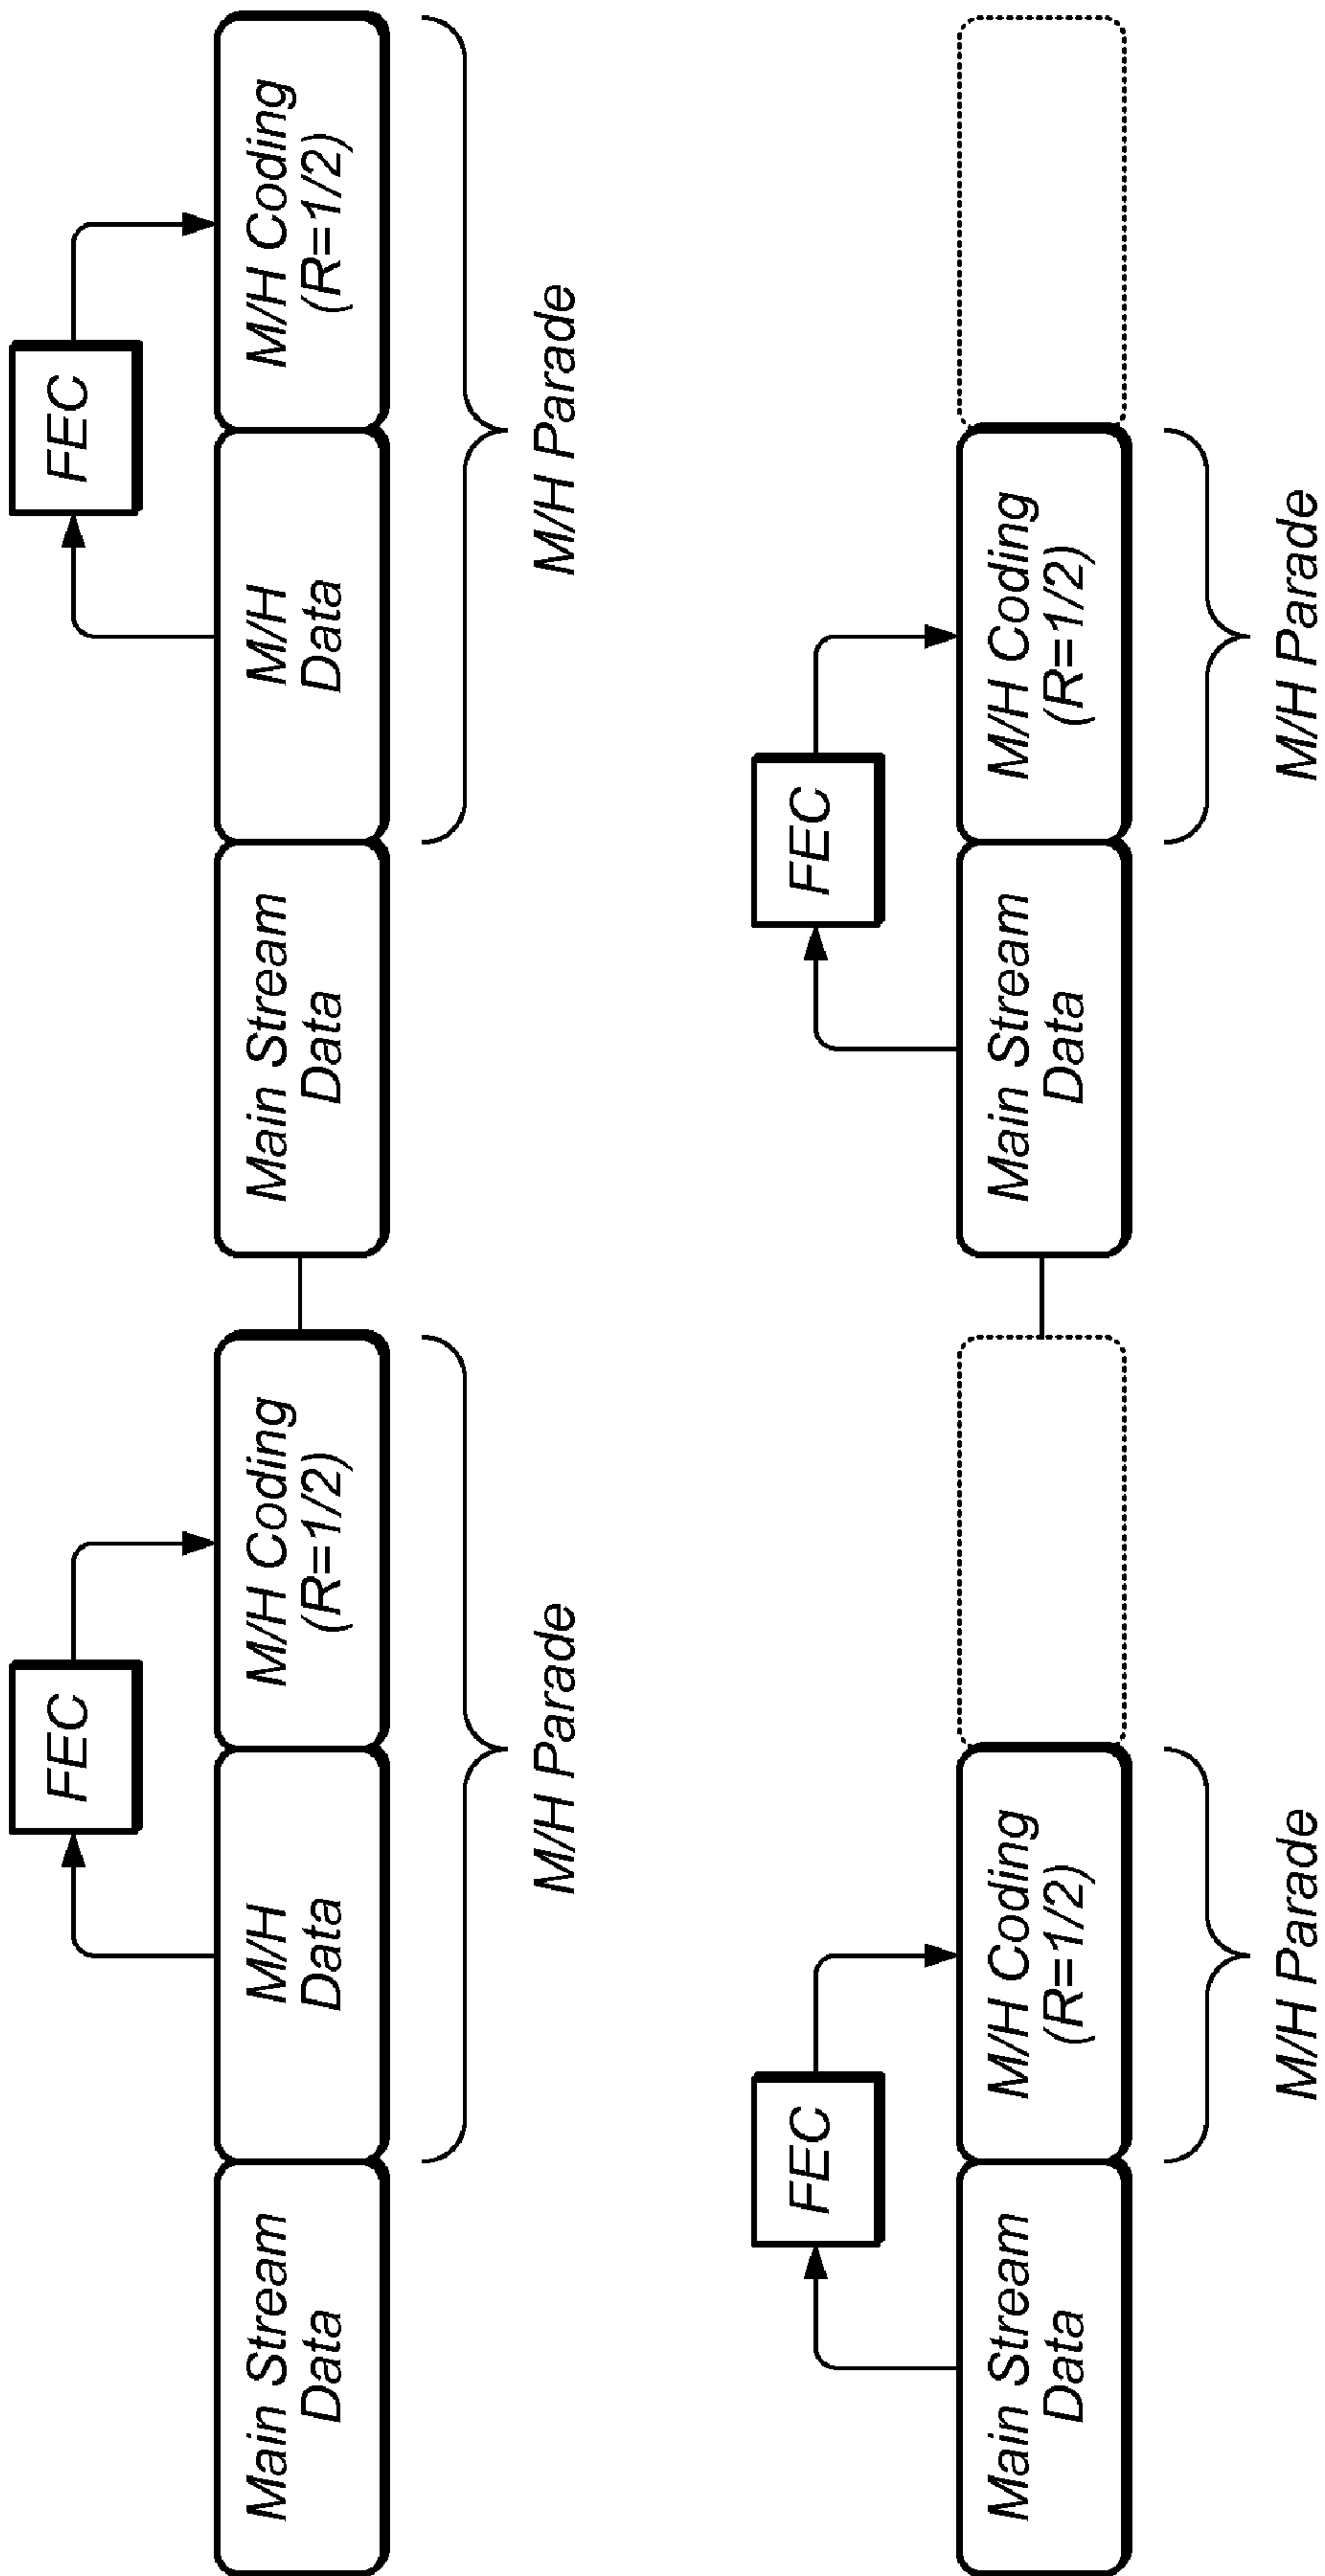 FEC
FEC
Main Stream
Data
M/H
Data
M/H Coding
(R=1/2)
Main Stream
Data
M/H
Data
M/H Coding
(R=1/2)
M/H Parade
M/H Parade
FEC
FEC
Main Stream
Data
M/H Coding
(R=1/2)
Main Stream
Data
M/H Coding
(R=1/2)
M/H Parade
M/H Parade